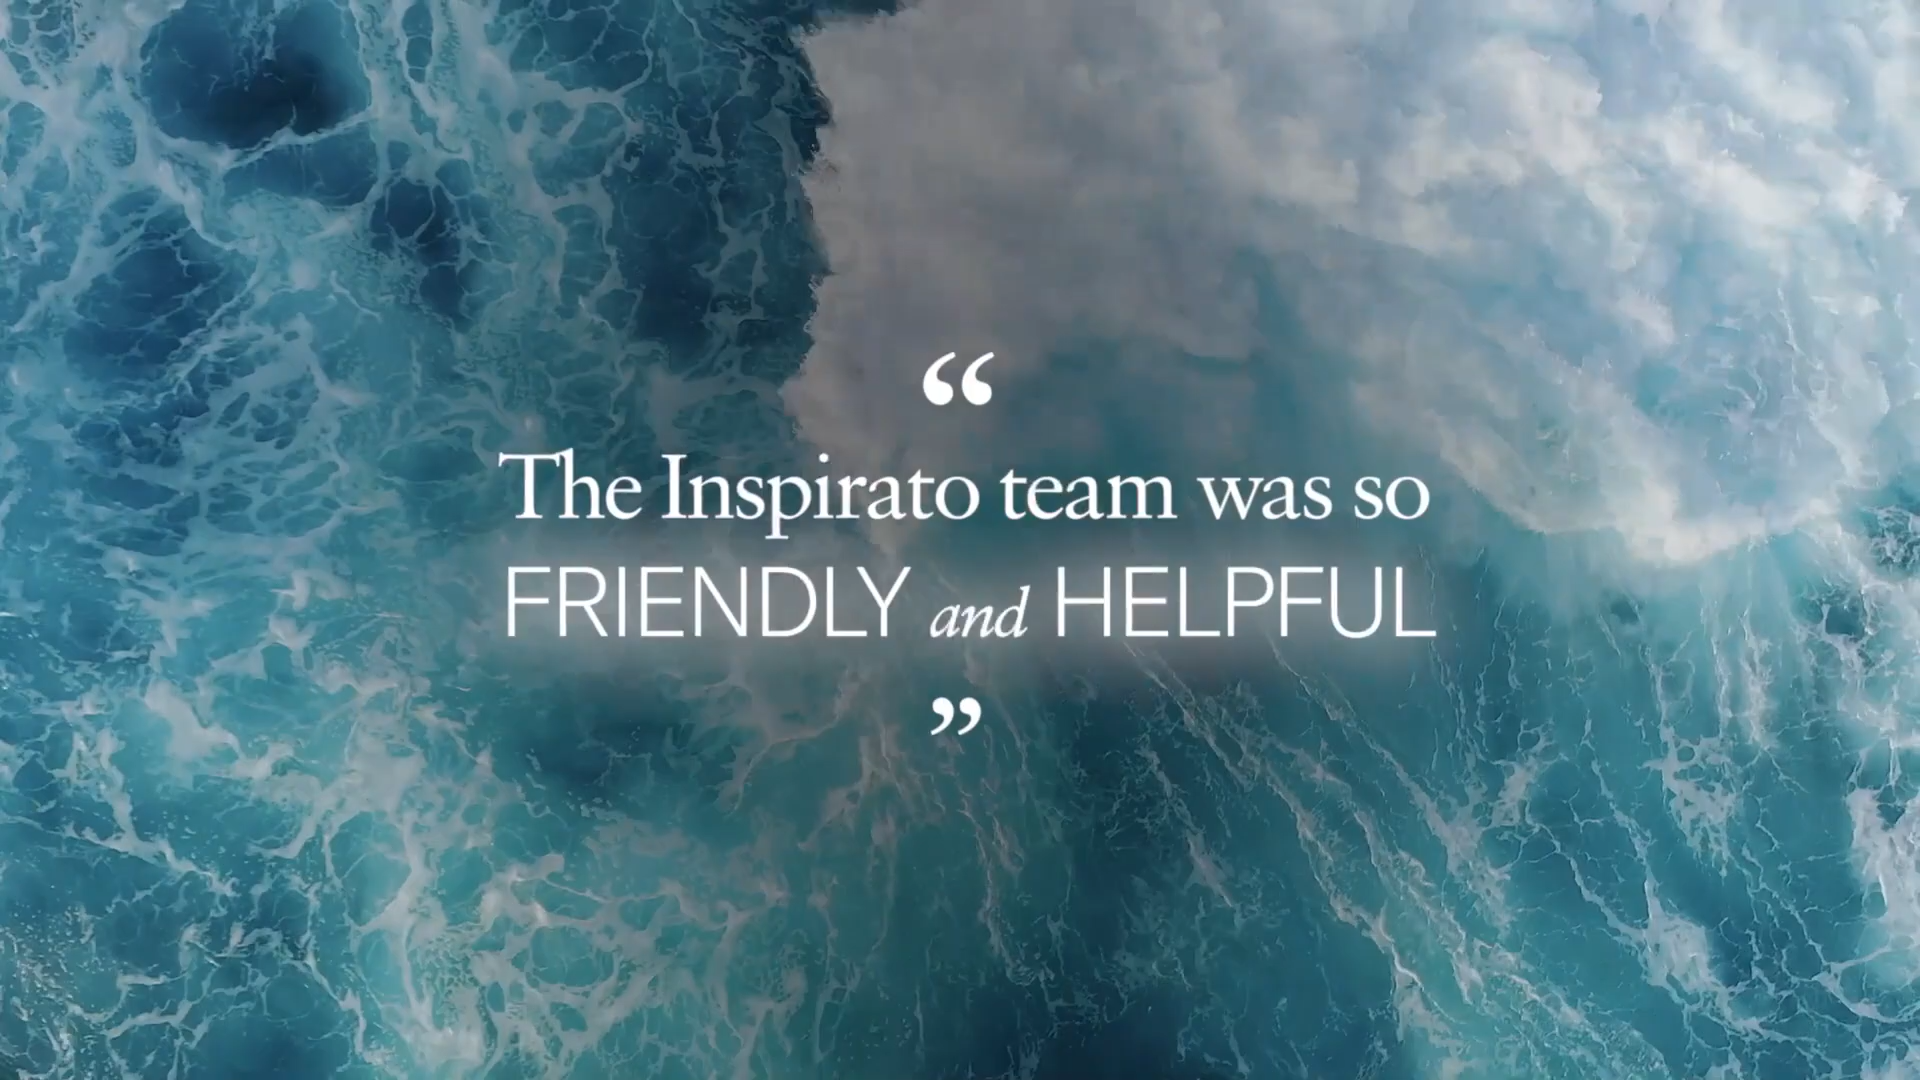 “
The Inspirato team was so
FRIENDLY and HELPFUL
”